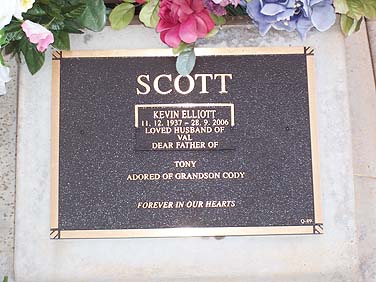 SCOTT
KEVIN ELLIOTT
11. 12. 1937 - 28. 9. 2006
LOVED HUSBAND OF
VAL
DEAR FATHER OF
TONY
ADORED OF GRANDSON CODY
FOREVER IN OUR HEARTS